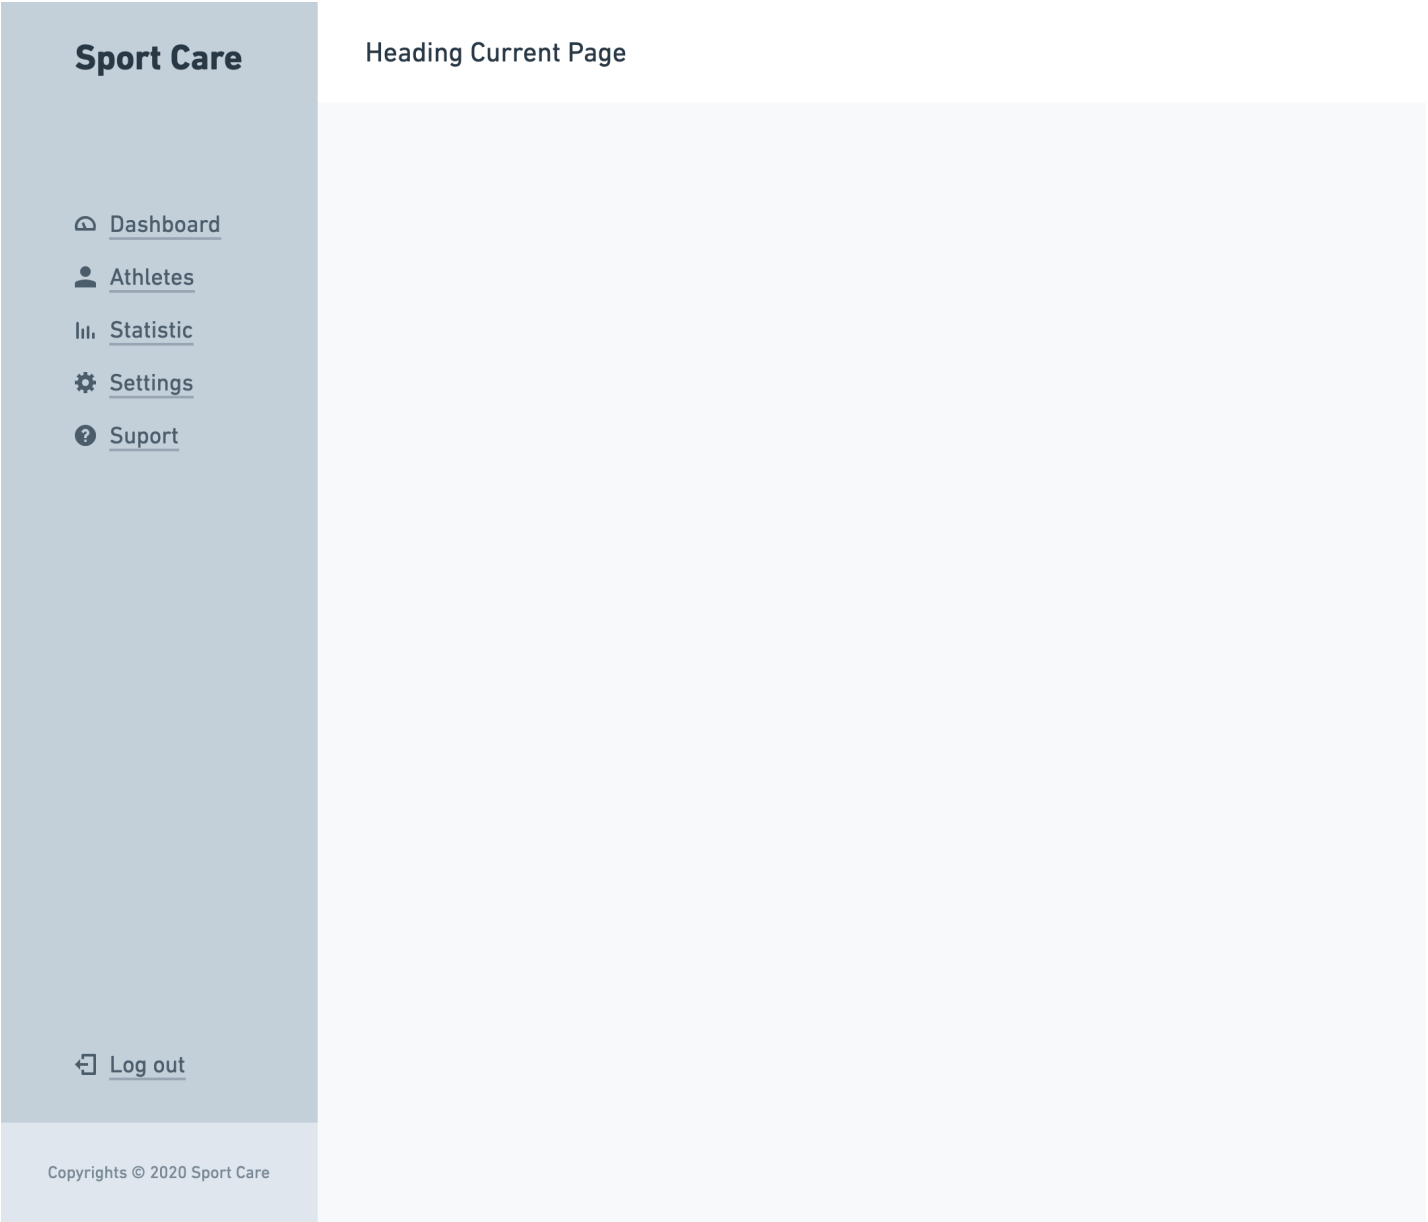 Sport Care
Heading Current Page
Dashboard
Athletes
Statistic
Settings
Suport
Log out
Copyrights © 2020 Sport Care